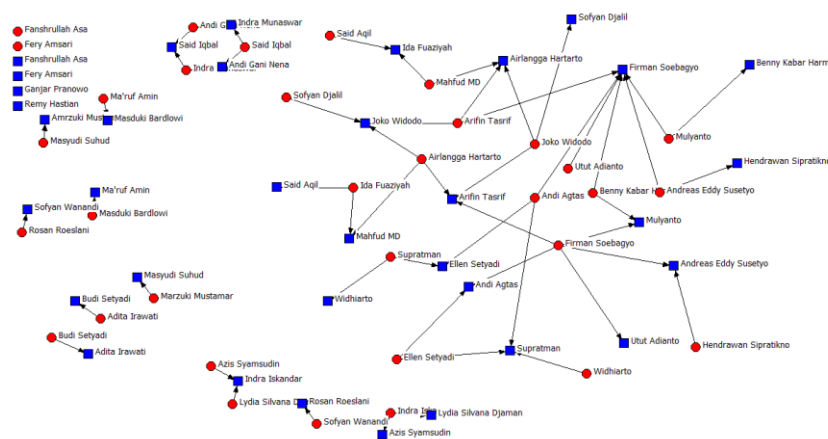 Fanshrullah Asa
Fery Amsari
Fanshrullah Asa
Fery Amsari
Ganjar Pranowo
Remy Hastian
Andi Gani Nena
Indra Munaswar
Said Iqbal
Said Iqbal
Indra
Andi Gani Nena
Said Aqil
Ida Fuaziyah
Sofyan Djalil
Airlangga Hartarto
Firman Soebagyo
Benny Kabar Harm
Mahfud MD
Ma'ruf Amin
Masduki Bardlowi
Amrzuki
Masyudi Suhud
Sofyan Djalil
Joko Widodo
Arifin Tasrif
Joko Widodo
Mulyanto
Airlangga Hartarto
Utut Adianto
Hendrawan Sipratikno
Said Aqil
Ida Fuaziyah
Arifin Tasrif
Andi Agtas
Benny Kabar
Andreas Eddy Susetyo
Ma'ruf Amin
Masduki Bardlowi
Sofyan Wanandi
Rosan Roeslani
Mahfud MD
Mulyanto
Firman Soebagyo
Supratman
Ellen Setyadi
Andreas Eddy Susetyo
Masyudi Suhud
Marzuki Mustamar
Widhiarto
Andi Agtas
Budi Setyadi
Adita Irawati
Budi Setyadi
Adita Irawati
Supratman
Utut Adianto
Hendrawan Sipratikno
Ellen Setyadi
Widhiarto
Azis Syamsudin
Indra Iskandar
Lydia Silvana
Rosan Roeslani
Sofyan Wanandi
Indra
Lydia Silvana Djaman
Azis Syamsudin